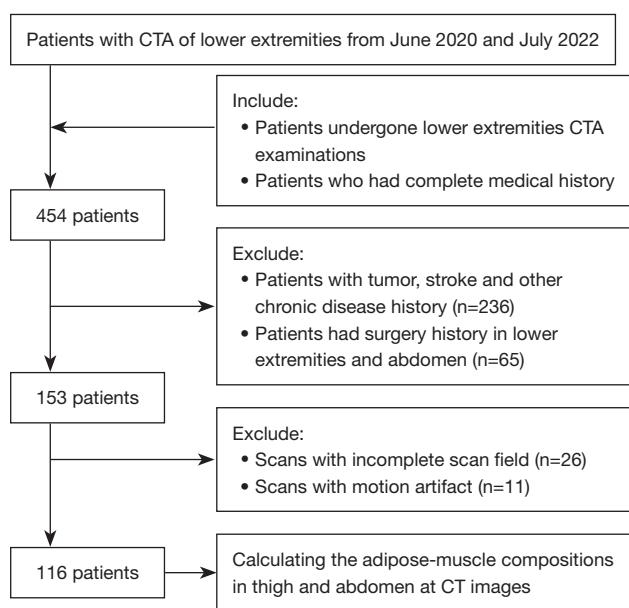 Patients with CTA of lower extremities from June 2020 and July 2022
Include:
• Patients undergone lower extremities CTA
examinations
• Patients who had complete medical history
454 patients
Exclude:
• Patients with tumor, stroke and other
chronic disease history (n=236)
• Patients had surgery history in lower
extremities and abdomen (n=65)
153 patients
Exclude:
• Scans with incomplete scan field (n=26)
• Scans with motion artifact (n=11)
116 patients
Calculating the adipose-muscle compositions
in thigh and abdomen at CT images